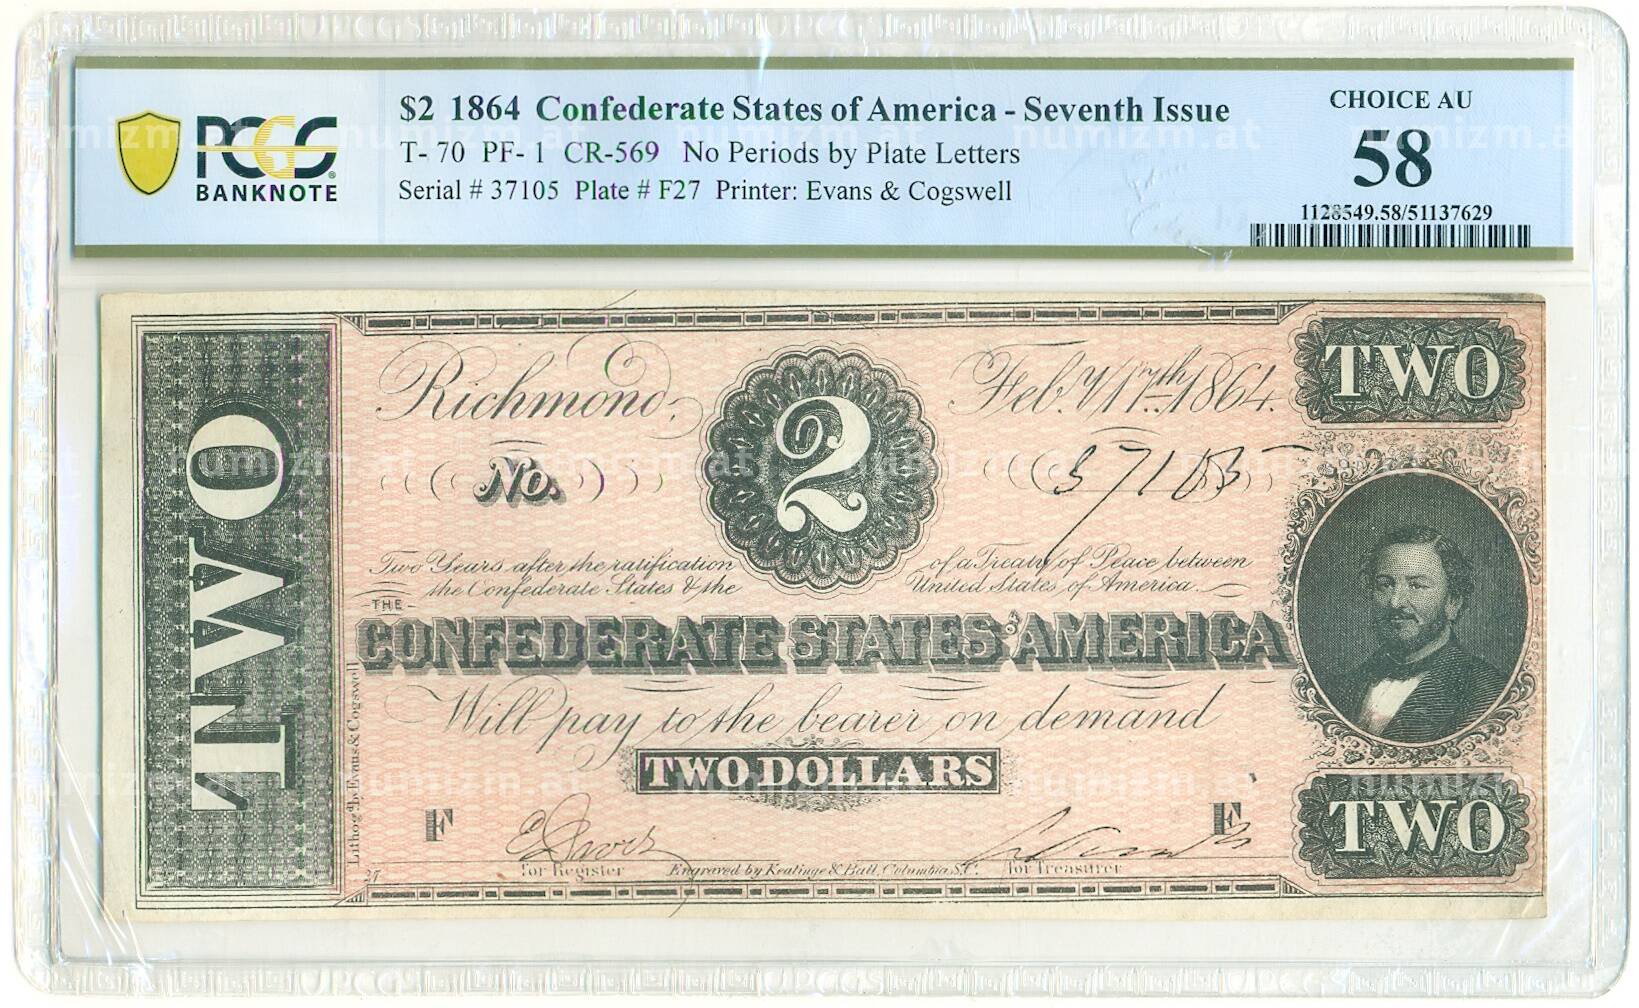 PCGS
BANKNOTE
$2 1864 Confederate States of America - Seventh Issue
T- 70 PF- 1 CR-569 No Periods by Plate Letters
Serial # 37105 Plate # F27 Printer: Evans & Cogswell
CHOICE AU
58
1128549.58/51137629
numizm.at
TWO
Richmond,
2
Feb.y 17th 1864.
TWO
No.
37105
Two Years after the ratification
of a Treaty of Peace between
the Confederate States & the
United States of America.
THE
CONFEDERATE STATES OF AMERICA
Will pay to the bearer on demand
TWO DOLLARS
Lithog'd by Evans & Cogswell
F
F
TWO
for Register
Engraved by Keatinge & Ball, Columbia, S.C.
for Treasurer
27